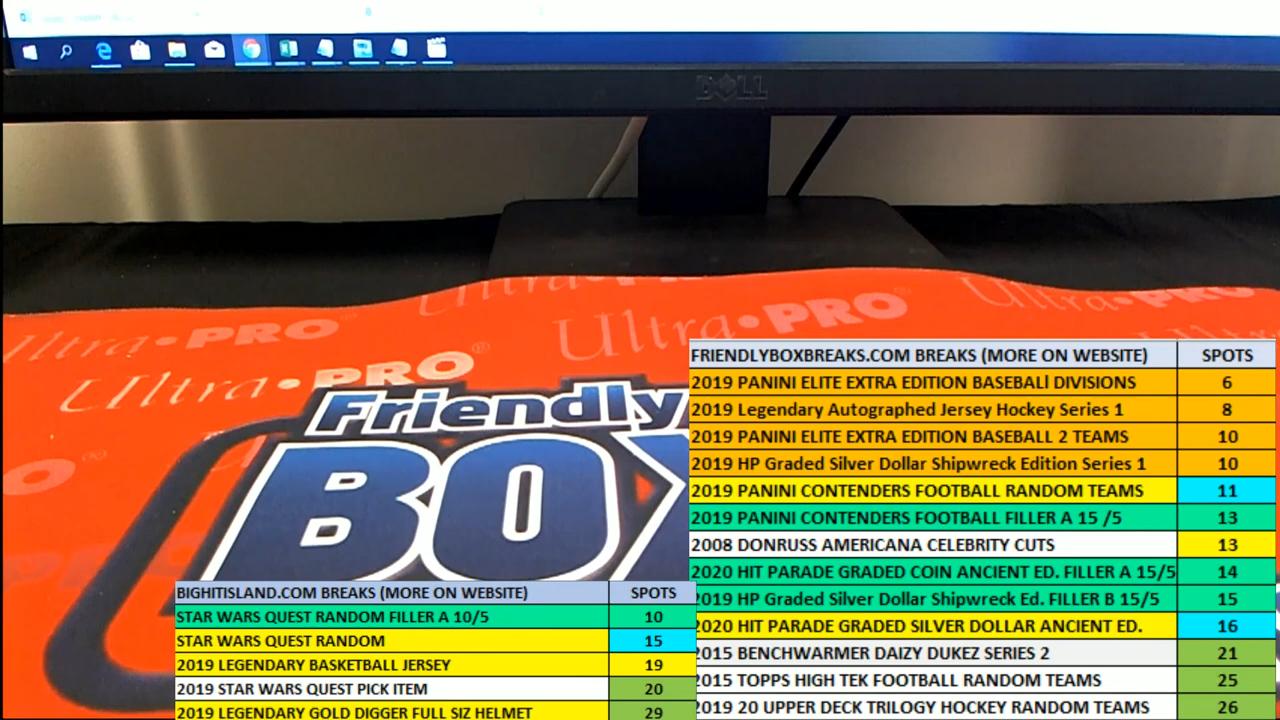 DELL
Ultra•PRO
Ultra•PRO
Ultra•PRO®
Ultra•PRO
Ultra•PRO®
Friendly
BOX
FRIENDLYBOXBREAKS.COM BREAKS (MORE ON WEBSITE) SPOTS
2019 PANINI ELITE EXTRA EDITION BASEBALl DIVISIONS 6
2019 Legendary Autographed Jersey Hockey Series 1 8
2019 PANINI ELITE EXTRA EDITION BASEBALL 2 TEAMS 10
2019 HP Graded Silver Dollar Shipwreck Edition Series 1 10
2019 PANINI CONTENDERS FOOTBALL RANDOM TEAMS 11
2019 PANINI CONTENDERS FOOTBALL FILLER A 15 /5 13
2008 DONRUSS AMERICANA CELEBRITY CUTS 13
2020 HIT PARADE GRADED COIN ANCIENT ED. FILLER A 15/5 14
2019 HP Graded Silver Dollar Shipwreck Ed. FILLER B 15/5 15
2020 HIT PARADE GRADED SILVER DOLLAR ANCIENT ED. 16
2015 BENCHWARMER DAIZY DUKEZ SERIES 2 21
2015 TOPPS HIGH TEK FOOTBALL RANDOM TEAMS 25
2019 20 UPPER DECK TRILOGY HOCKEY RANDOM TEAMS 26
BIGHITISLAND.COM BREAKS (MORE ON WEBSITE) SPOTS
STAR WARS QUEST RANDOM FILLER A 10/5 10
STAR WARS QUEST RANDOM 15
2019 LEGENDARY BASKETBALL JERSEY 19
2019 STAR WARS QUEST PICK ITEM 20
2019 LEGENDARY GOLD DIGGER FULL SIZ HELMET 29